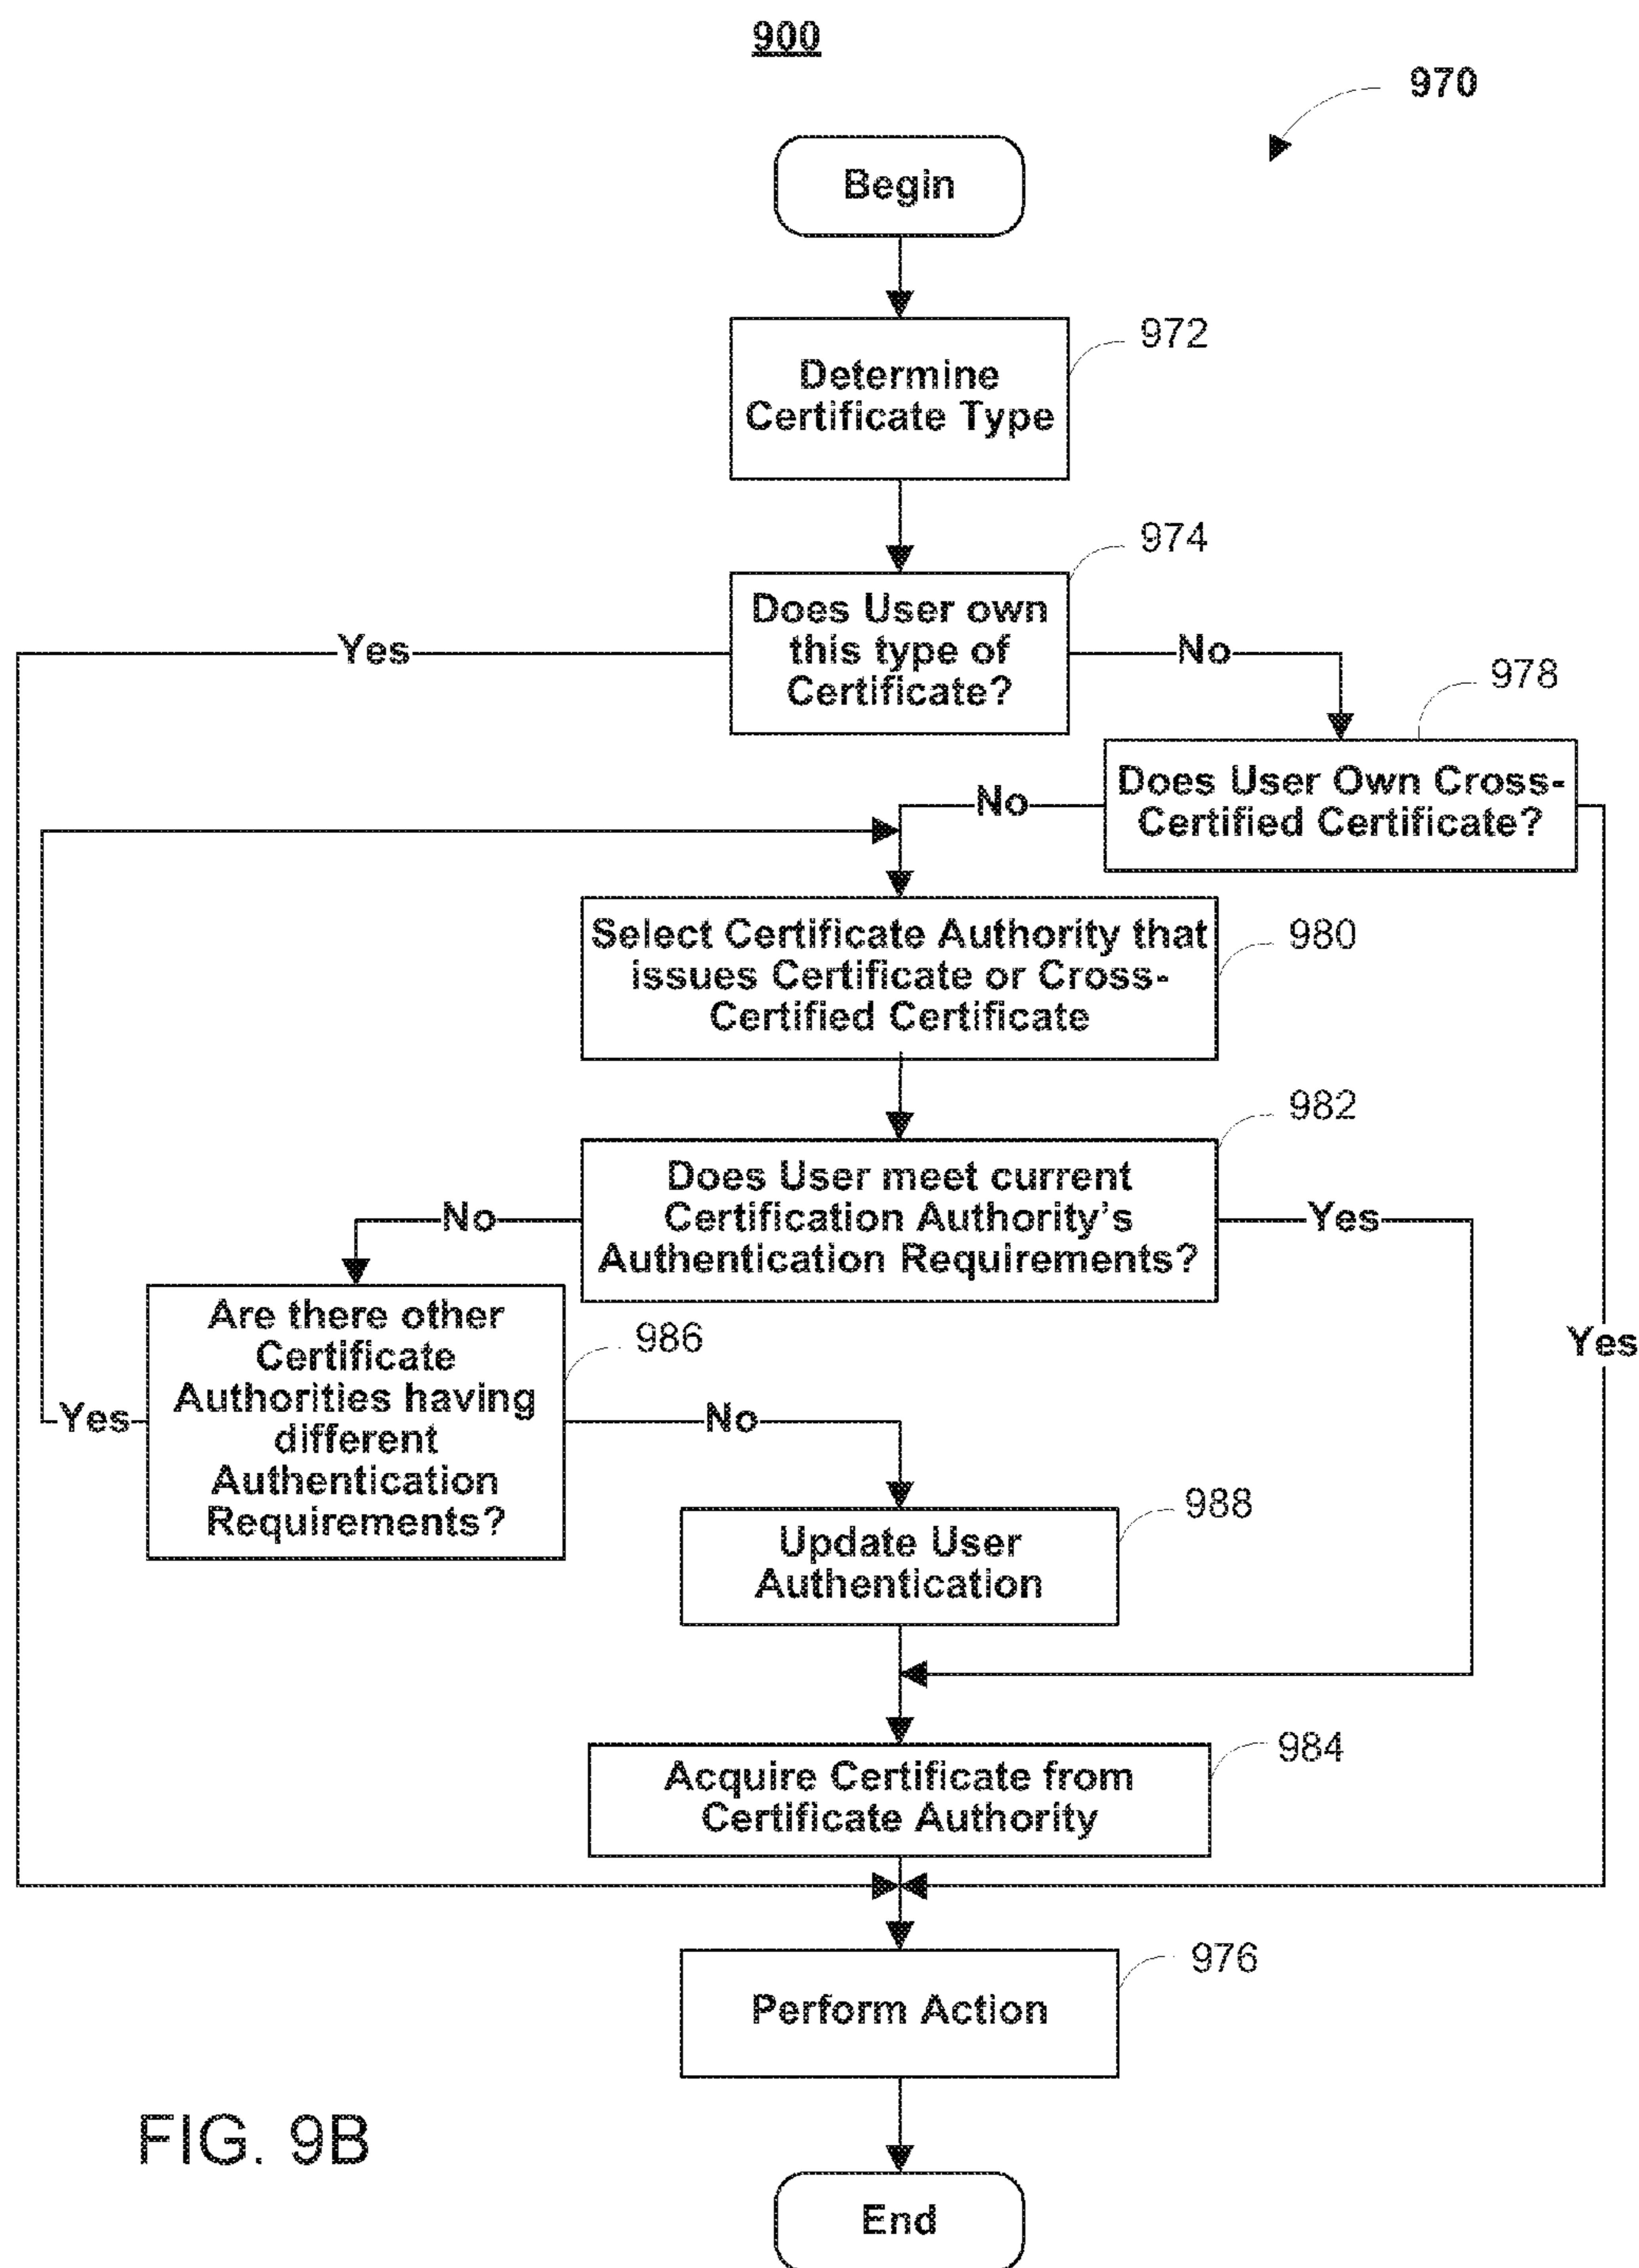 900
970
Begin
972
Determine
Certificate Type
974
Does User own
this type of
Certificate?
Yes
No
978
Does User Own Cross-
Certified Certificate?
No
Yes
980
Select Certificate Authority that
issues Certificate or Cross-
Certified Certificate
982
Does User meet current
Certification Authority's
Authentication Requirements?
No
Yes
Are there other
Certificate
Authorities having
different
Authentication
Requirements?
986
Yes
No
988
Update User
Authentication
984
Acquire Certificate from
Certificate Authority
976
Perform Action
FIG. 9B
End